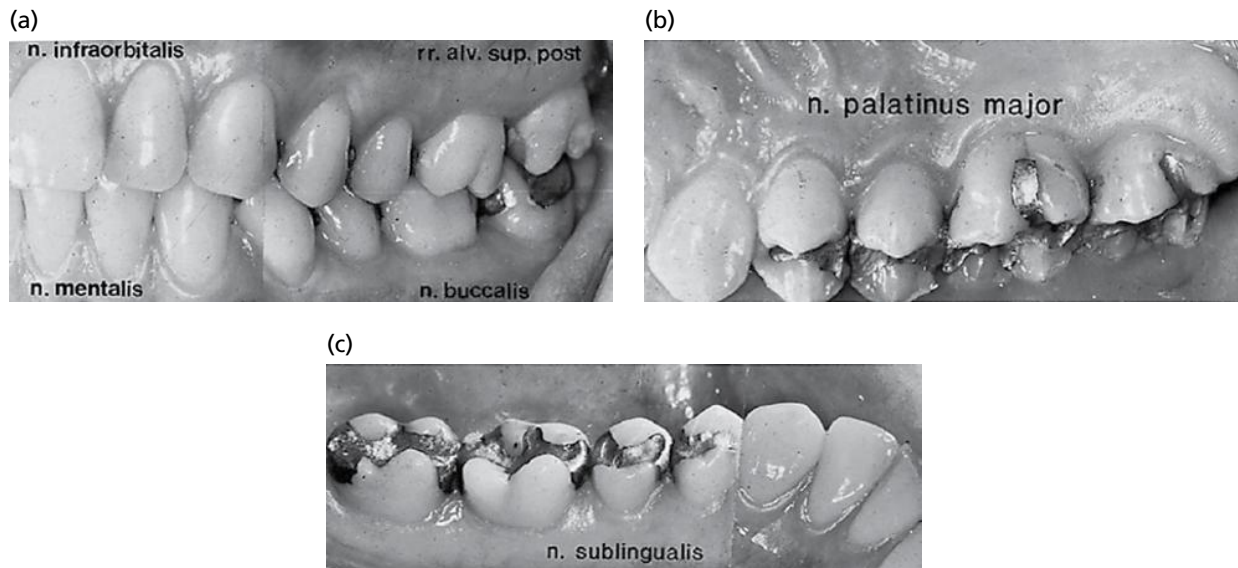 (a)
n. infraorbitalis rr. alv. sup. post
n. mentalis n. buccalis
(b)
n. palatinus major
(c)
n. sublingualis